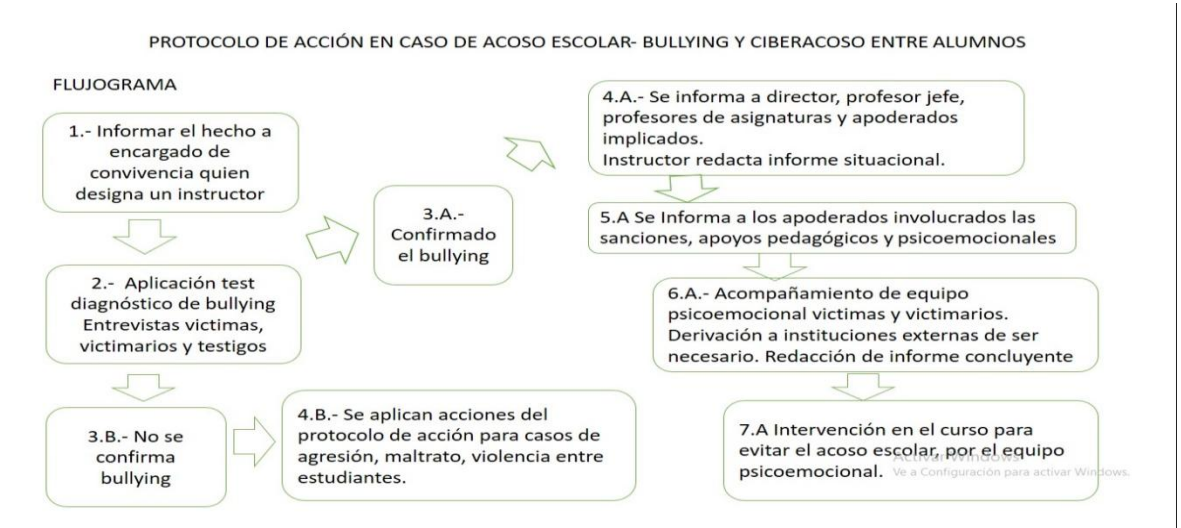 PROTOCOLO DE ACCIÓN EN CASO DE ACOSO ESCOLAR- BULLYING Y CIBERACOSO ENTRE ALUMNOS
FLUJOGRAMA
1.- Informar el hecho a
encargado de
convivencia quien
designa un instructor
2.- Aplicación test
diagnóstico de bullying
Entrevistas victimas,
victimarios y testigos
3.A.-
Confirmado
el bullying
3.B.- No se
confirma
bullying
4.B.- Se aplican acciones del
protocolo de acción para casos de
agresión, maltrato, violencia entre
estudiantes.
4.A.- Se informa a director, profesor jefe,
profesores de asignaturas y apoderados
implicados.
Instructor redacta informe situacional.
5.A Se Informa a los apoderados involucrados las
sanciones, apoyos pedagógicos y psicoemocionales
6.A.- Acompañamiento de equipo
psicoemocional victimas y victimarios.
Derivación a instituciones externas de ser
necesario. Redacción de informe concluyente
7.A Intervención en el curso para
evitar el acoso escolar, por el equipo
psicoemocional.
Activar Windows
Ve a Configuración para activar Windows.